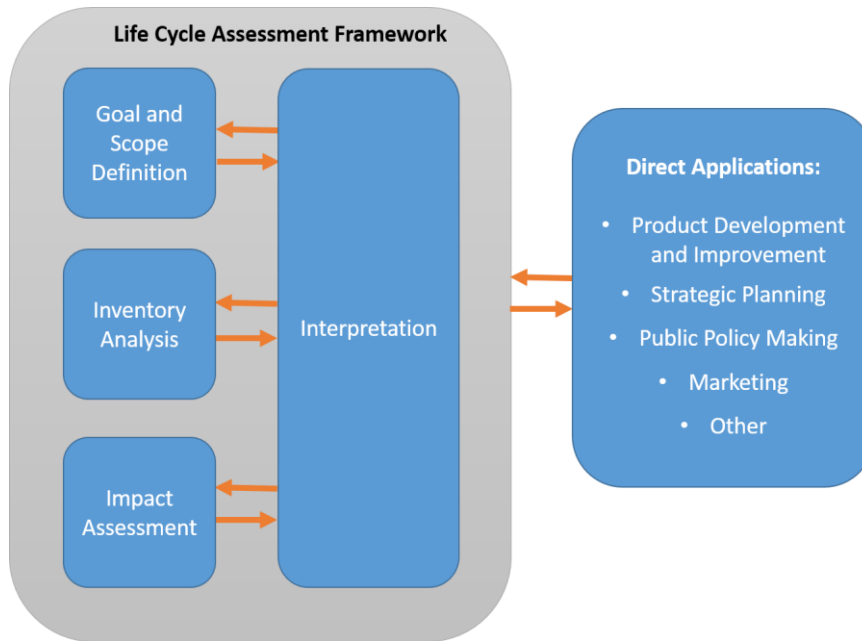 Life Cycle Assessment Framework
Goal and
Scope
Definition
Inventory
Analysis
Impact
Assessment
Interpretation
Direct Applications:
• Product Development
and Improvement
• Strategic Planning
• Public Policy Making
• Marketing
• Other